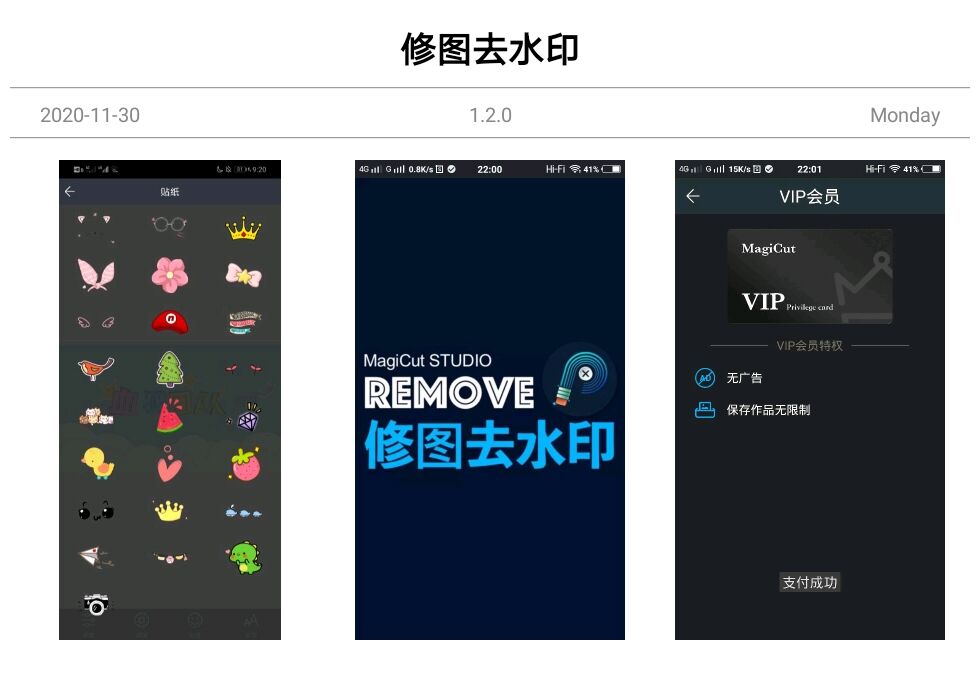 修图去水印
2020-11-30 1.2.0 Monday
9:20
贴纸
4G G 0.8K/s 22:00 Hi-Fi 41%
MagiCut STUDIO
REMOVE
修图去水印
4G G 15K/s 22:01 Hi-Fi 41%
VIP会员
MagiCut
VIP Privilege card
VIP会员特权
AD 无广告
保存作品无限制
支付成功